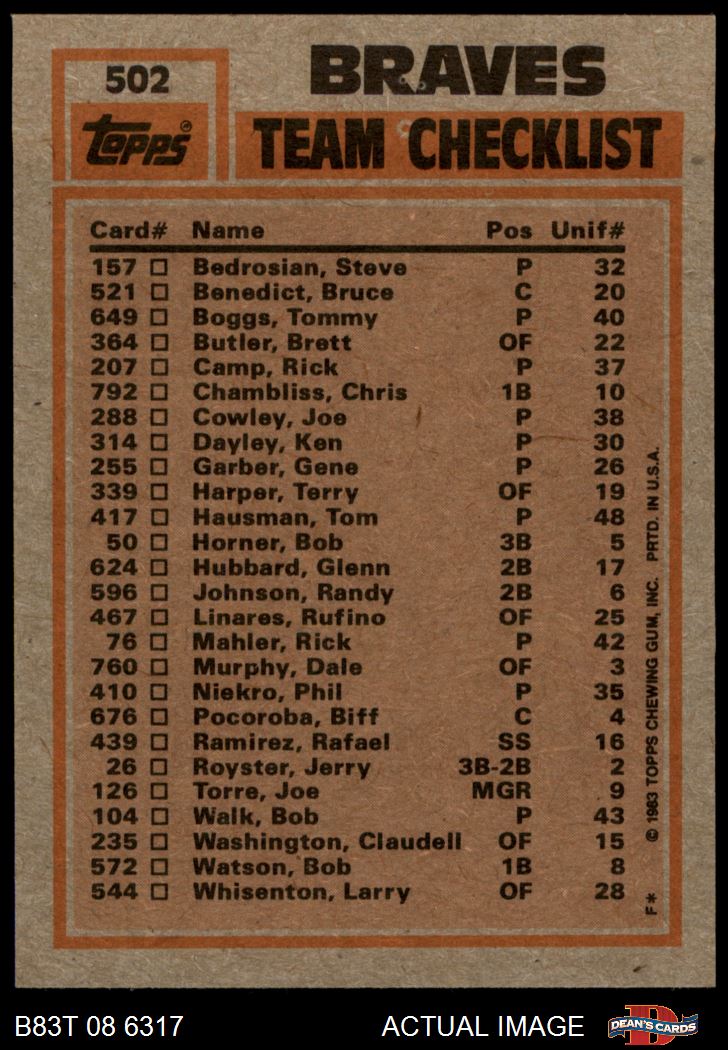 502
Topps
BRAVES
TEAM CHECKLIST
Card# Name Pos Unif#
157 Bedrosian, Steve P 32
521 Benedict, Bruce C 20
649 Boggs, Tommy P 40
364 Butler, Brett OF 22
207 Camp, Rick P 37
792 Chambliss, Chris 1B 10
288 Cowley, Joe P 38
314 Dayley, Ken P 30
255 Garber, Gene P 26
339 Harper, Terry OF 19
417 Hausman, Tom P 48
50 Horner, Bob 3B 5
624 Hubbard, Glenn 2B 17
596 Johnson, Randy 2B 6
467 Linares, Rufino OF 25
76 Mahler, Rick P 42
760 Murphy, Dale OF 3
410 Niekro, Phil P 35
676 Pocoroba, Biff C 4
439 Ramirez, Rafael SS 16
26 Royster, Jerry 3B-2B 2
126 Torre, Joe MGR 9
104 Walk, Bob P 43
235 Washington, Claudell OF 15
572 Watson, Bob 1B 8
544 Whisenton, Larry OF 28
F* © 1983 TOPPS CHEWING GUM, INC. PRTD. IN U.S.A.
B83T 08 6317
ACTUAL IMAGE
DEAN'S CARDS